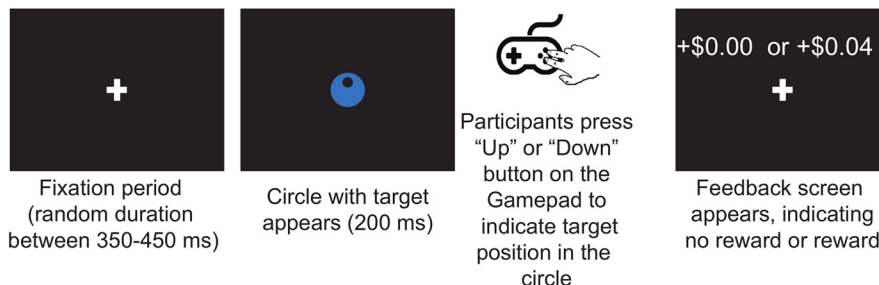 +$0.00 or +$0.04
Fixation period
(random duration
between 350-450 ms)
Circle with target
appears (200 ms)
Participants press
“Up” or “Down”
button on the
Gamepad to
indicate target
position in the
circle
Feedback screen
appears, indicating
no reward or reward